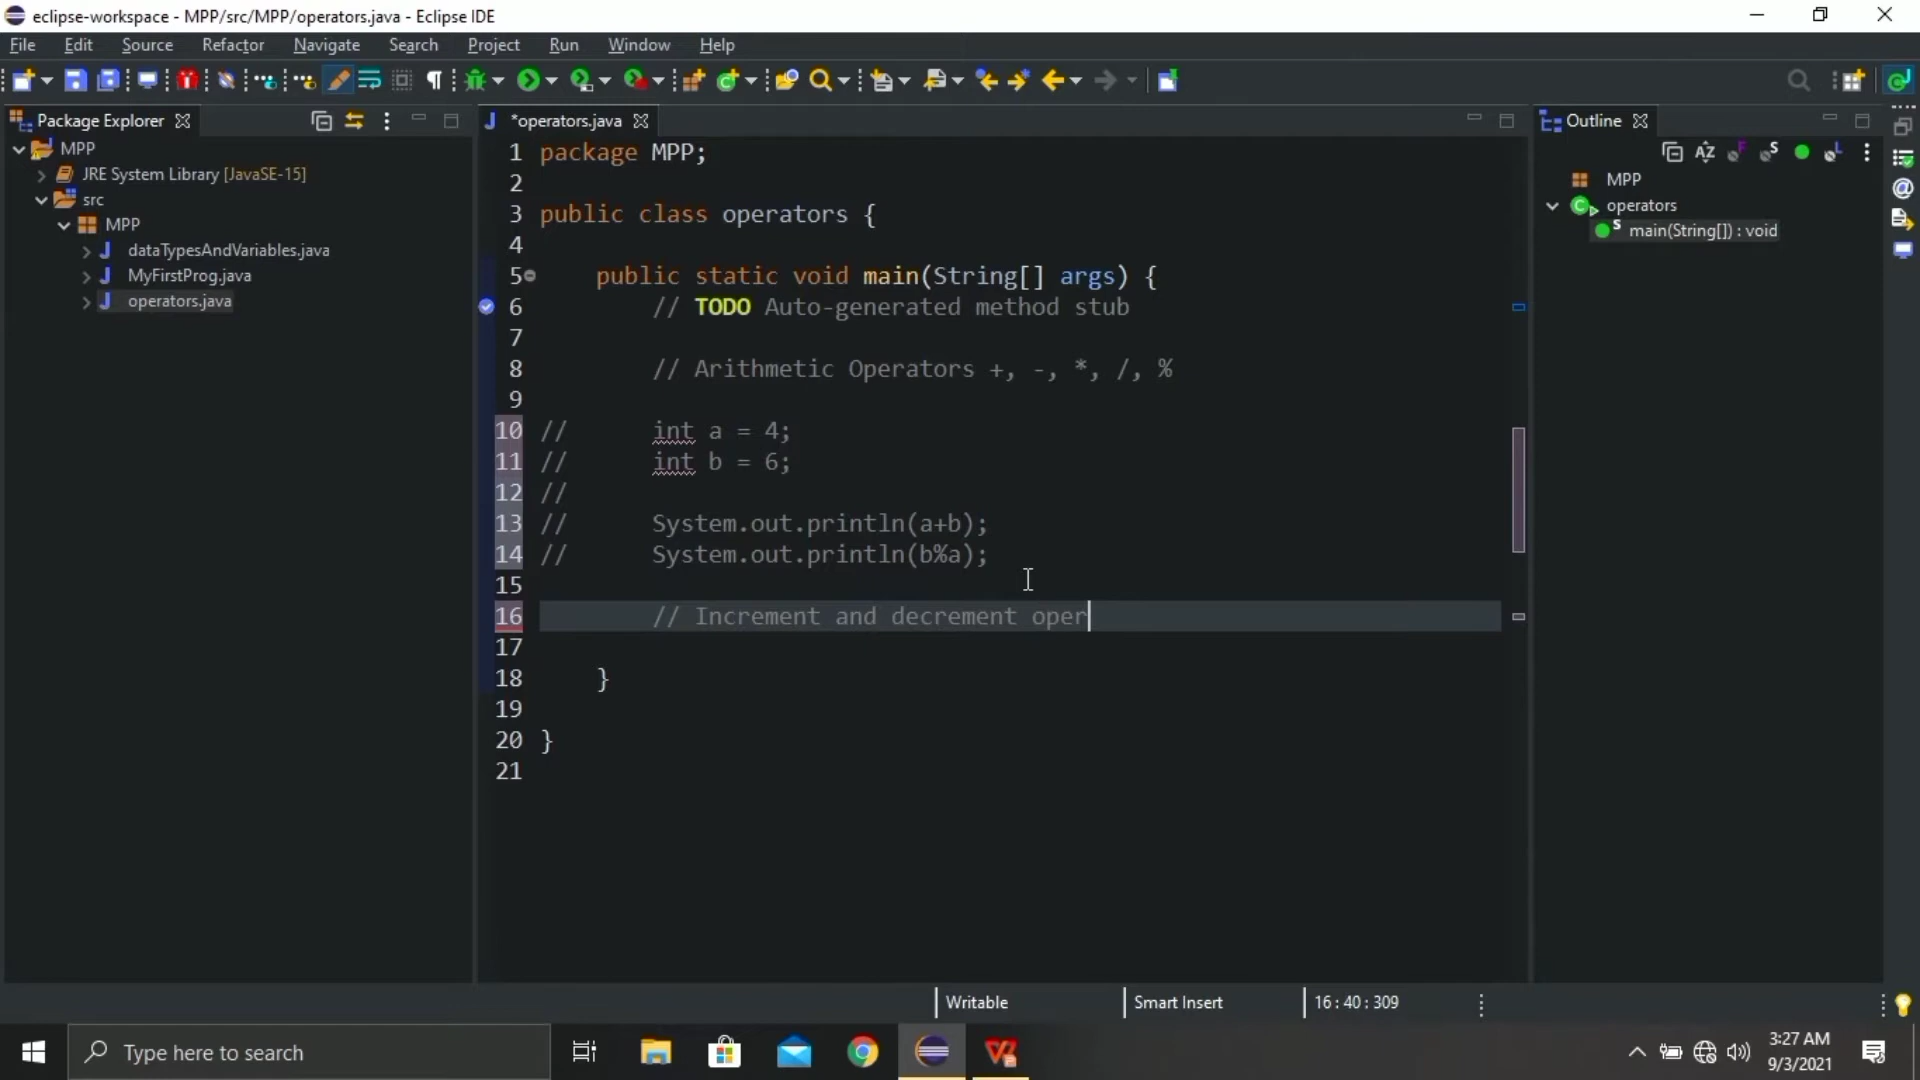 eclipse-workspace - MPP/src/MPP/operators.java - Eclipse IDE
File Edit Source Refactor Navigate Search Project Run Window Help
Package Explorer
*operators.java
Outline
MPP
JRE System Library [JavaSE-15]
src
MPP
dataTypesAndVariables.java
MyFirstProg.java
operators.java
1 package MPP;
2
3 public class operators {
4
5 public static void main(String[] args) {
6 // TODO Auto-generated method stub
7
8 // Arithmetic Operators +, -, *, /, %
9
10 // int a = 4;
11 // int b = 6;
12 //
13 // System.out.println(a+b);
14 // System.out.println(b%a);
15
16 // Increment and decrement oper
17
18 }
19
20 }
21
MPP
operators
main(String[]) : void
Writable Smart Insert 16 : 40 : 309
Type here to search
3:27 AM
9/3/2021